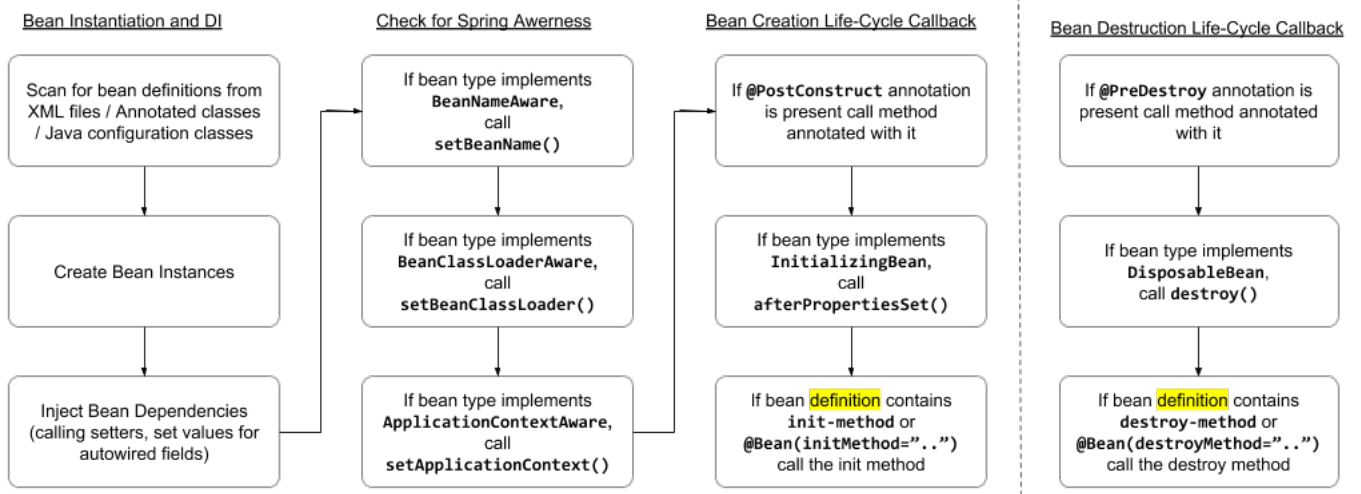 Bean Instantiation and DI
Scan for bean definitions from
XML files / Annotated classes
/ Java configuration classes
Create Bean Instances
Inject Bean Dependencies
(calling setters, set values for
autowired fields)
Check for Spring Awerness
If bean type implements
BeanNameAware,
call
setBeanName()
If bean type implements
BeanClassLoaderAware,
call
setBeanClassLoader()
If bean type implements
ApplicationContextAware,
call
setApplicationContext()
Bean Creation Life-Cycle Callback
If @PostConstruct annotation
is present call method
annotated with it
If bean type implements
InitializingBean,
call
afterPropertiesSet()
If bean definition contains
init-method or
@Bean(initMethod=”..”)
call the init method
Bean Destruction Life-Cycle Callback
If @PreDestroy annotation is
present call method annotated
with it
If bean type implements
DisposableBean,
call destroy()
If bean definition contains
destroy-method or
@Bean(destroyMethod=”..”)
call the destroy method